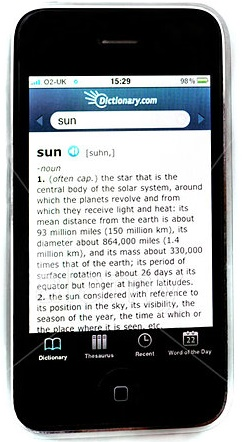 O2-UK 15:29 98%
Dictionary.com
sun
sun [suhn,]
-noun
1. (often cap.) the star that is the
central body of the solar system, around
which the planets revolve and from
which they receive light and heat: its
mean distance from the earth is about
93 million miles (150 million km), its
diameter about 864,000 miles (1.4
million km), and its mass about 330,000
times that of the earth; its period of
surface rotation is about 26 days at its
equator but longer at higher latitudes.
2. the sun considered with reference to
its position in the sky, its visibility, the
season of the year, the time at which or
the place where it is seen, etc.
22
Dictionary Thesaurus Recent Word of the Day